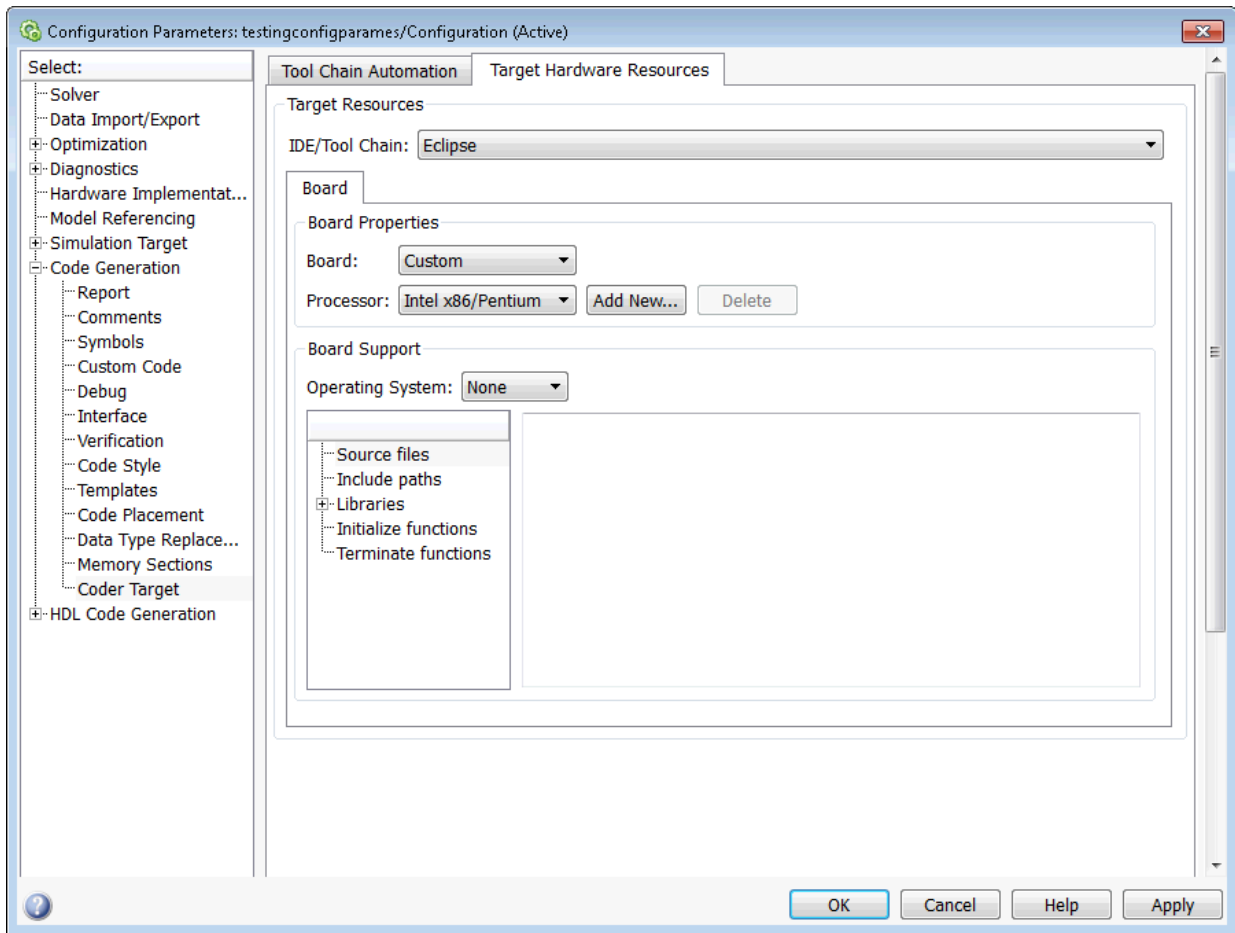 Configuration Parameters: testingconfigparames/Configuration (Active)
Select:
Solver
Data Import/Export
Optimization
Diagnostics
Hardware Implementat...
Model Referencing
Simulation Target
Code Generation
Report
Comments
Symbols
Custom Code
Debug
Interface
Verification
Code Style
Templates
Code Placement
Data Type Replace...
Memory Sections
Coder Target
HDL Code Generation
Tool Chain Automation
Target Hardware Resources
Target Resources
IDE/Tool Chain: Eclipse
Board
Board Properties
Board: Custom
Processor: Intel x86/Pentium Add New... Delete
Board Support
Operating System: None
Source files
Include paths
Libraries
Initialize functions
Terminate functions
OK Cancel Help Apply